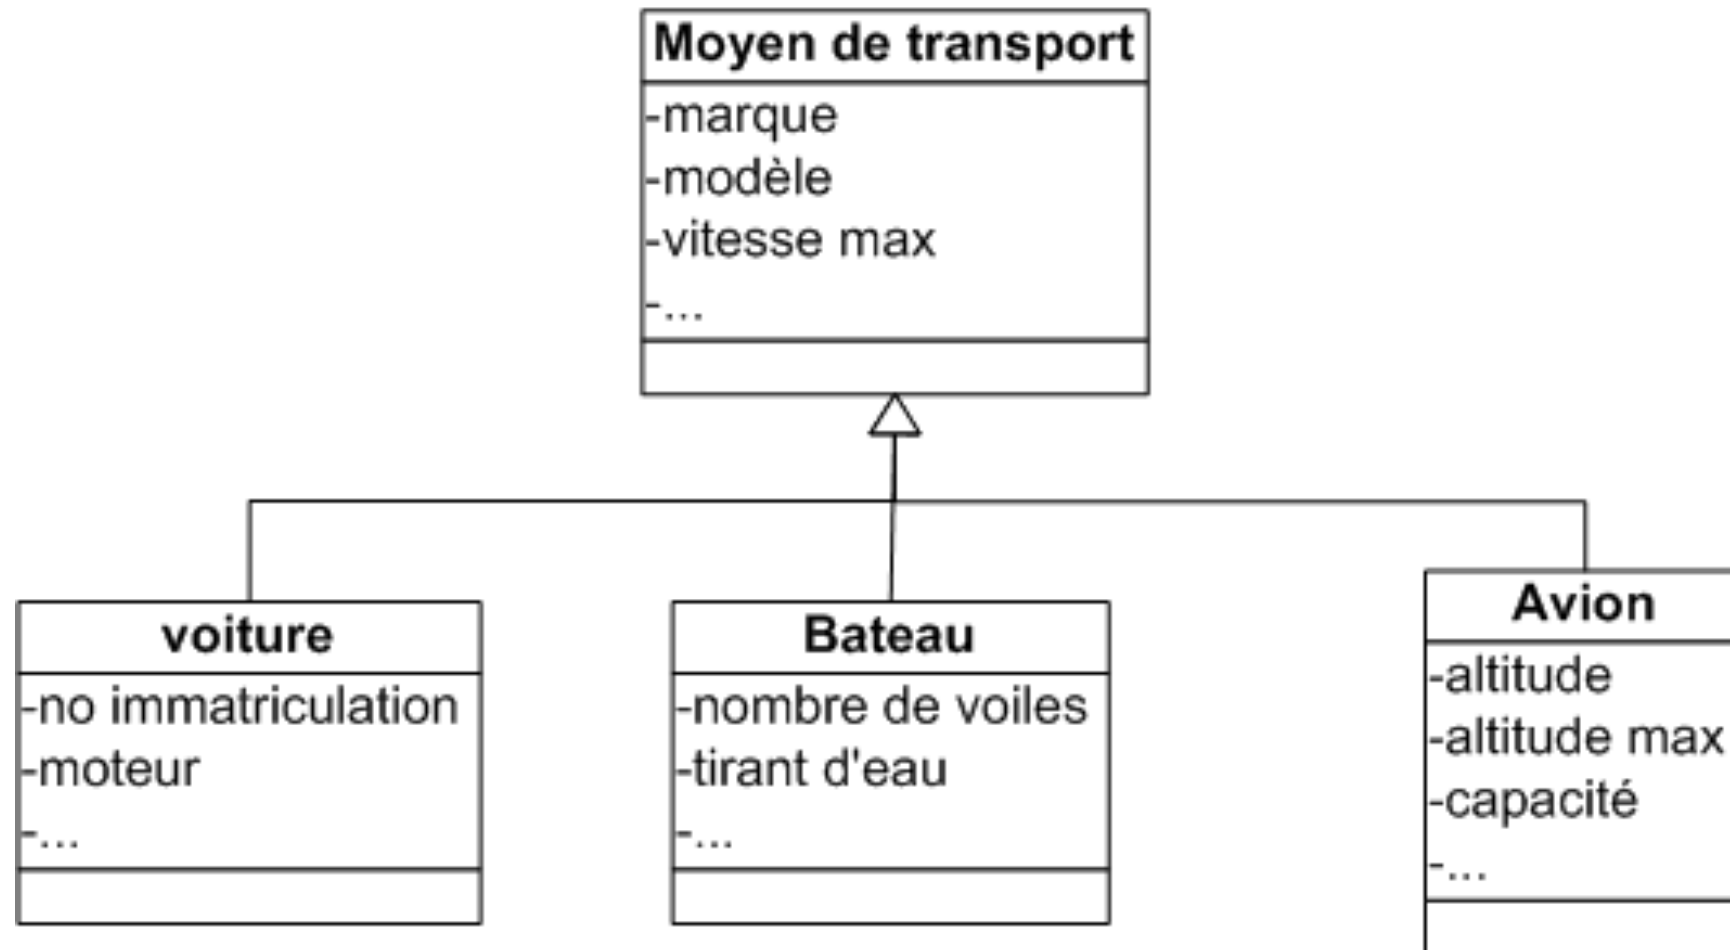 Moyen de transport
-marque
-modèle
-vitesse max
-...
voiture
-no immatriculation
-moteur
-...
Bateau
-nombre de voiles
-tirant d'eau
-...
Avion
-altitude
-altitude max
-capacité
-...